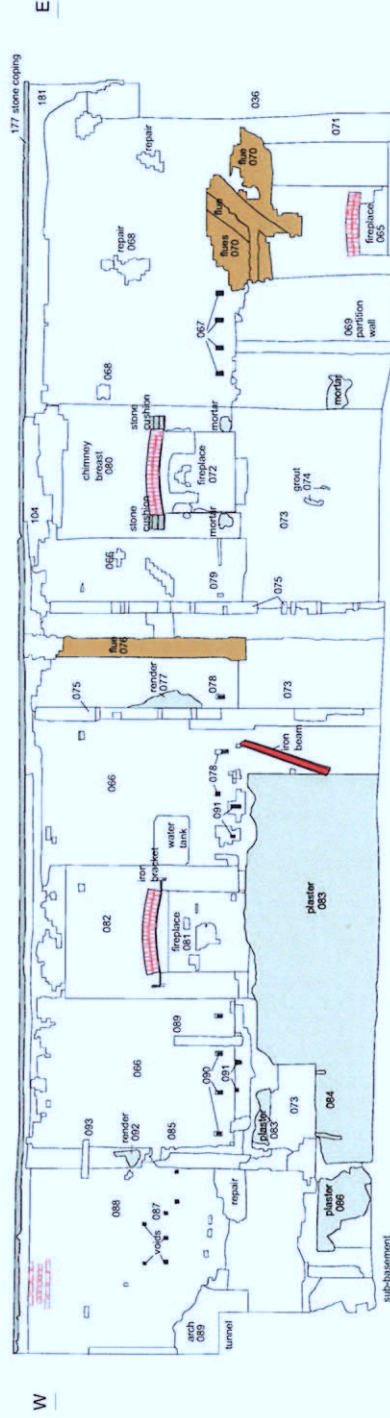 W
E
177 stone coping
181
104
093
088
voids
087
render
092
085
066
089
090
091
082
iron
bracket
fireplace
081
water
tank
066
078
091
075
render
077
078
flue
076
066
079
075
chimney
breast
080
stone
cushion
stone
cushion
fireplace
072
mortar
mortar
068
repair
068
repair
067
flues
070
flue
flue
070
036
071
arch
089
tunnel
repair
plaster
083
073
plaster
086
084
plaster
083
iron
beam
073
073
grout
074
mortar
069
partition
wall
fireplace
065
sub-basement